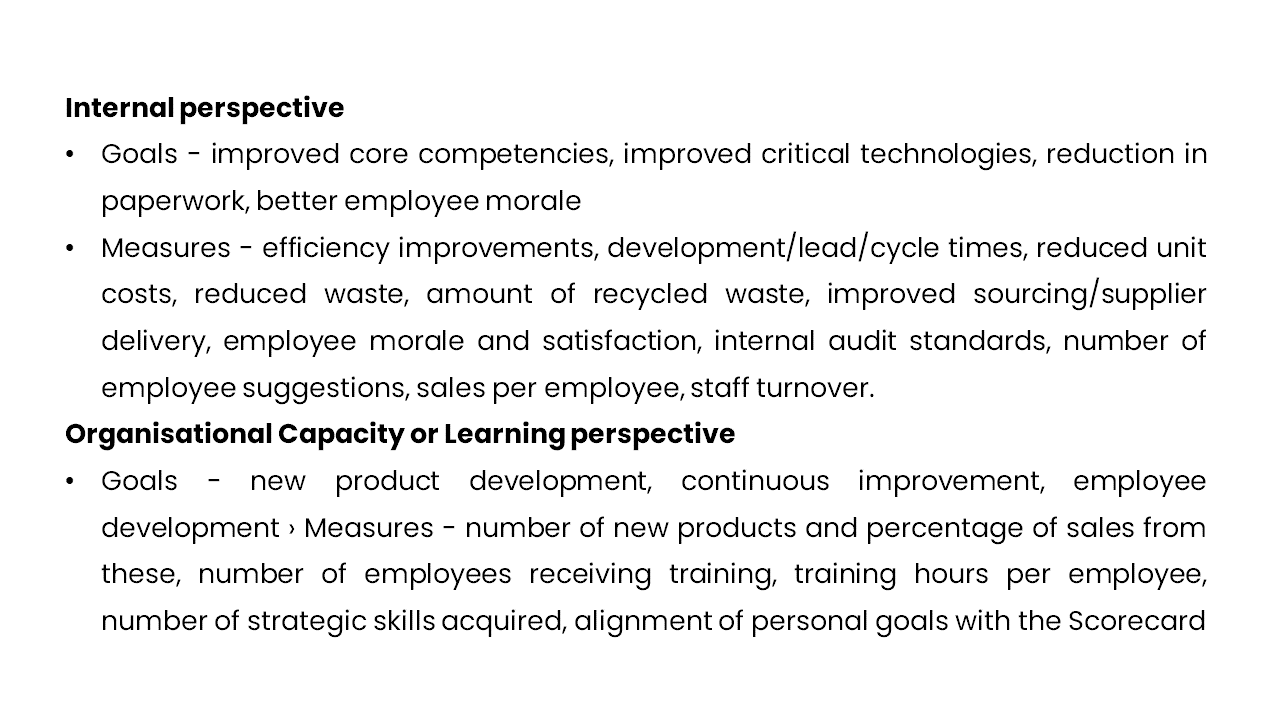 Internal perspective
• Goals - improved core competencies, improved critical technologies, reduction in
paperwork, better employee morale
• Measures - efficiency improvements, development/lead/cycle times, reduced unit
costs, reduced waste, amount of recycled waste, improved sourcing/supplier
delivery, employee morale and satisfaction, internal audit standards, number of
employee suggestions, sales per employee, staff turnover.
Organisational Capacity or Learning perspective
• Goals - new product development, continuous improvement, employee
development › Measures - number of new products and percentage of sales from
these, number of employees receiving training, training hours per employee,
number of strategic skills acquired, alignment of personal goals with the Scorecard